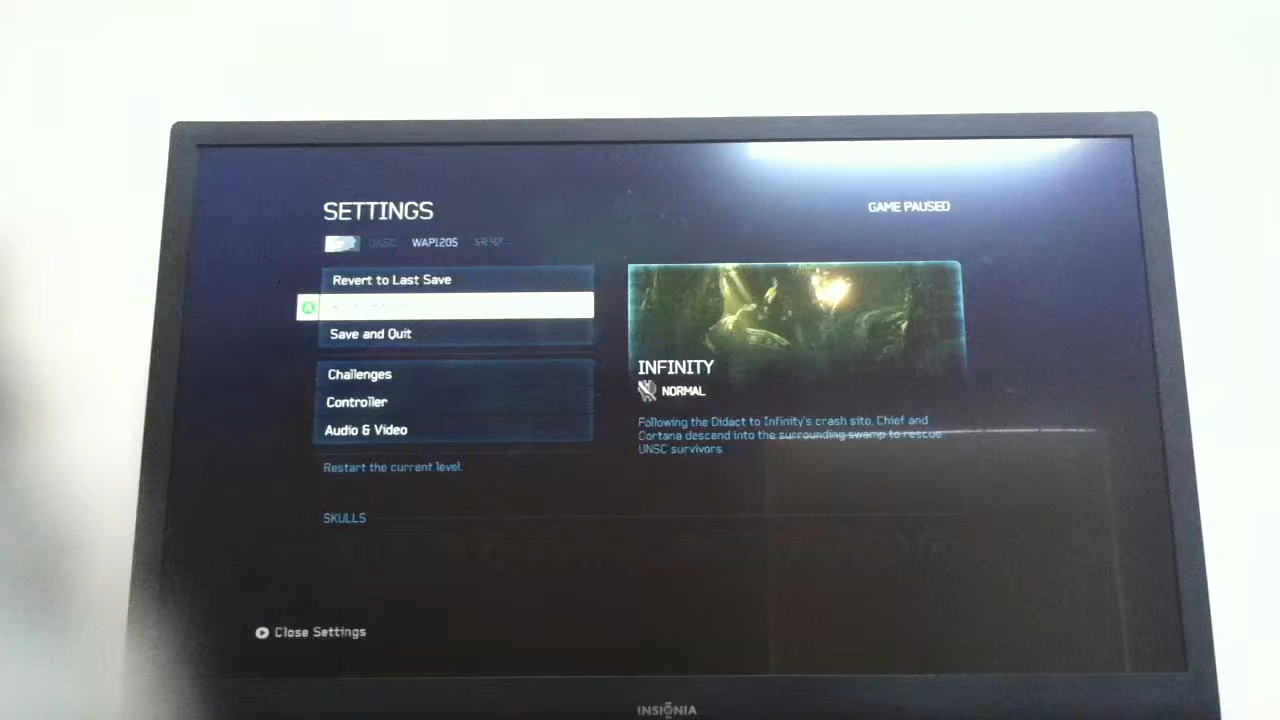 SETTINGS
GAME PAUSED
UNSC WAP1205
Revert to Last Save
Save and Quit
Challenges
Controller
Audio & Video
Restart the current level.
SKULLS
Close Settings
INFINITY
NORMAL
Following the Didact to Infinity's crash site, Chief and
Cortana descend into the surrounding swamp to rescue
UNSC survivors.
INSIGNIA